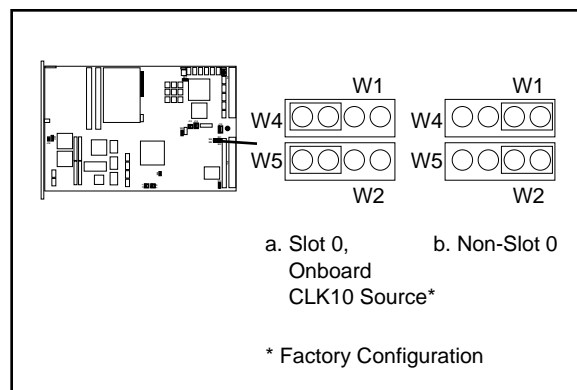 W1 W1
W4 W4
W5 W5
W2 W2
a. Slot 0, b. Non-Slot 0
Onboard
CLK10 Source*
* Factory Configuration